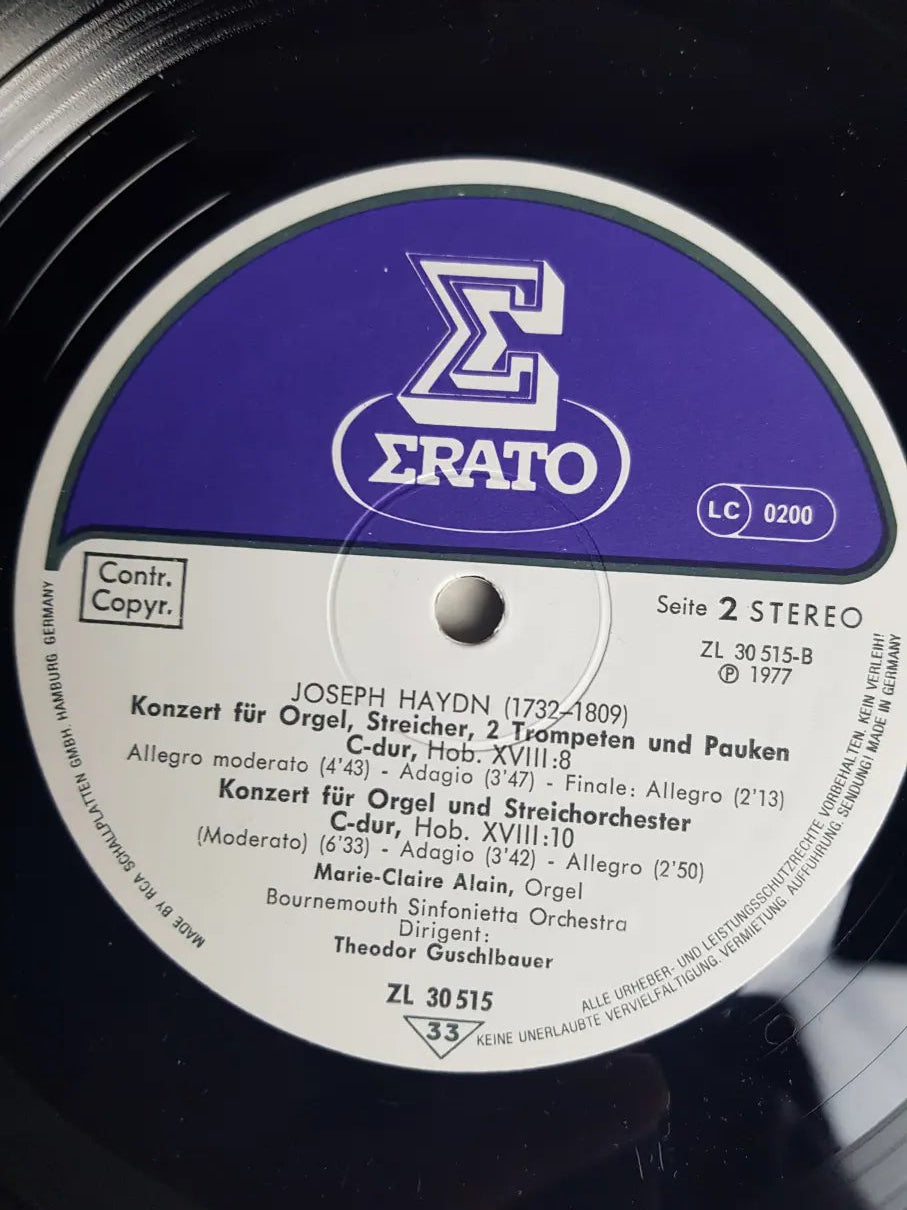 Σ
ΣRATO
LC 0200
Contr.
Copyr.
Seite 2 STEREO
ZL 30 515-B
℗ 1977
JOSEPH HAYDN (1732–1809)
Konzert für Orgel, Streicher, 2 Trompeten und Pauken
C-dur, Hob. XVIII:8
Allegro moderato (4'43) - Adagio (3'47) - Finale: Allegro (2'13)
Konzert für Orgel und Streichorchester
C-dur, Hob. XVIII:10
(Moderato) (6'33) - Adagio (3'42) - Allegro (2'50)
Marie-Claire Alain, Orgel
Bournemouth Sinfonietta Orchestra
Dirigent:
Theodor Guschlbauer
ZL 30 515
33
MADE BY RCA SCHALLPLATTEN GMBH. HAMBURG GERMANY
ALLE URHEBER- UND LEISTUNGSSCHUTZRECHTE VORBEHALTEN. KEIN VERLEIH!
KEINE UNERLAUBTE VERVIELFÄLTIGUNG. VERMIETUNG. AUFFÜHRUNG. SENDUNG! MADE IN GERMANY